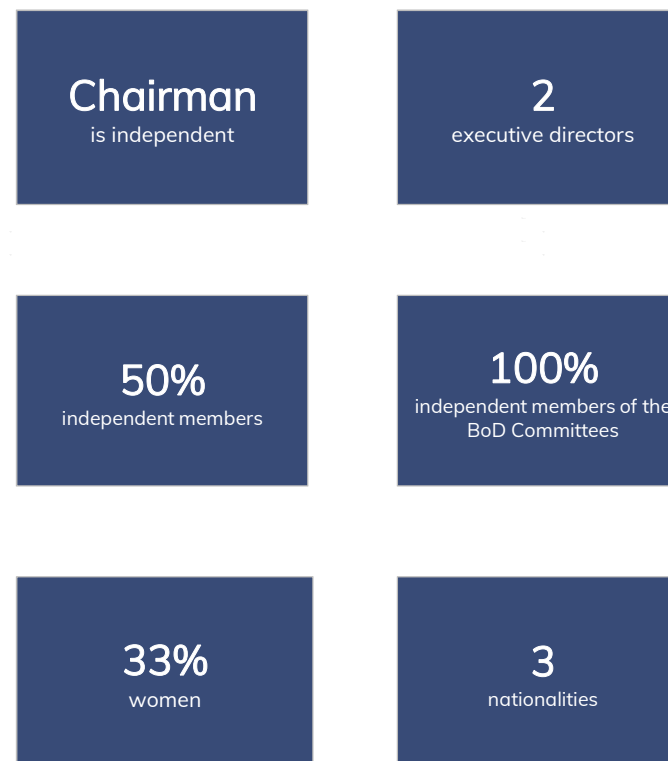 Chairman
is independent
2
executive directors
50%
independent members
100%
independent members of the
BoD Committees
33%
women
3
nationalities